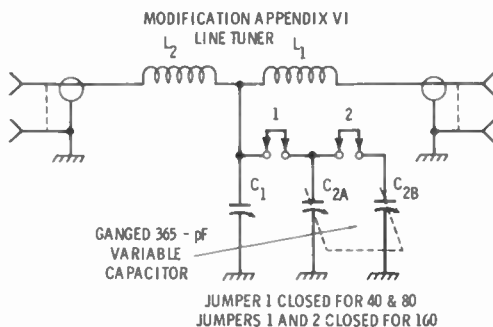 MODIFICATION APPENDIX VI
LINE TUNER
L2
L1
1
2
C1
C2A
C2B
GANGED 365 - pF
VARIABLE
CAPACITOR
JUMPER 1 CLOSED FOR 40 & 80
JUMPERS 1 AND 2 CLOSED FOR 160